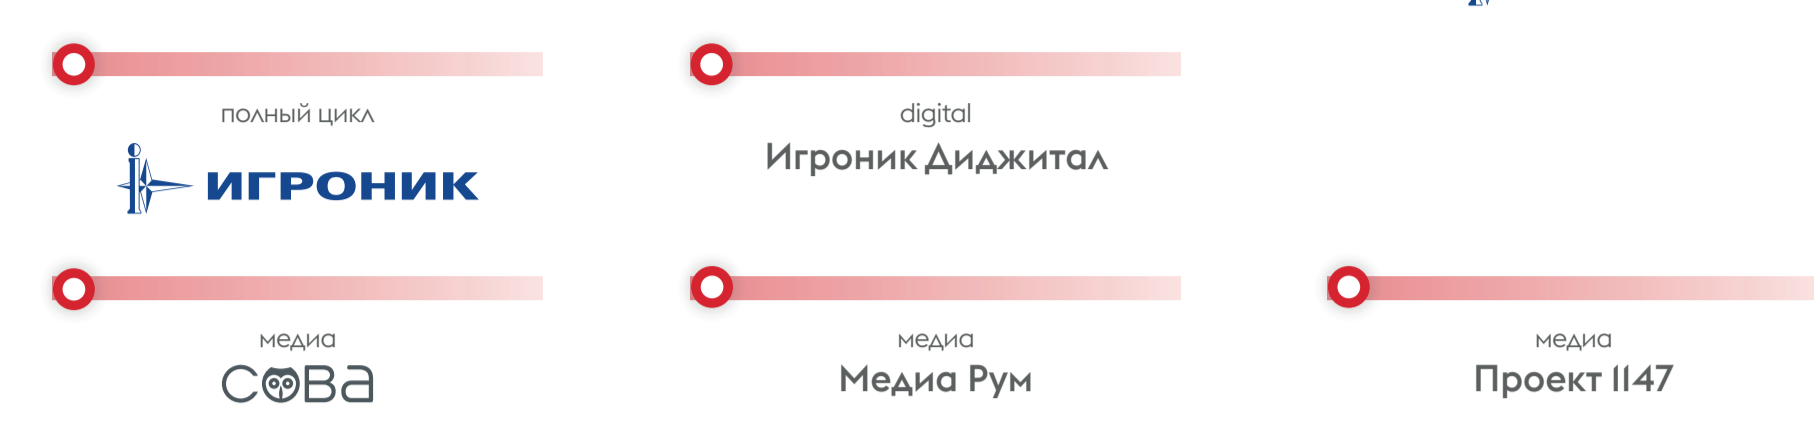 полный цикл
ИГРОНИК
digital
Игроник Диджитал
медиа
СОВА
медиа
Медиа Рум
медиа
Проект 1147